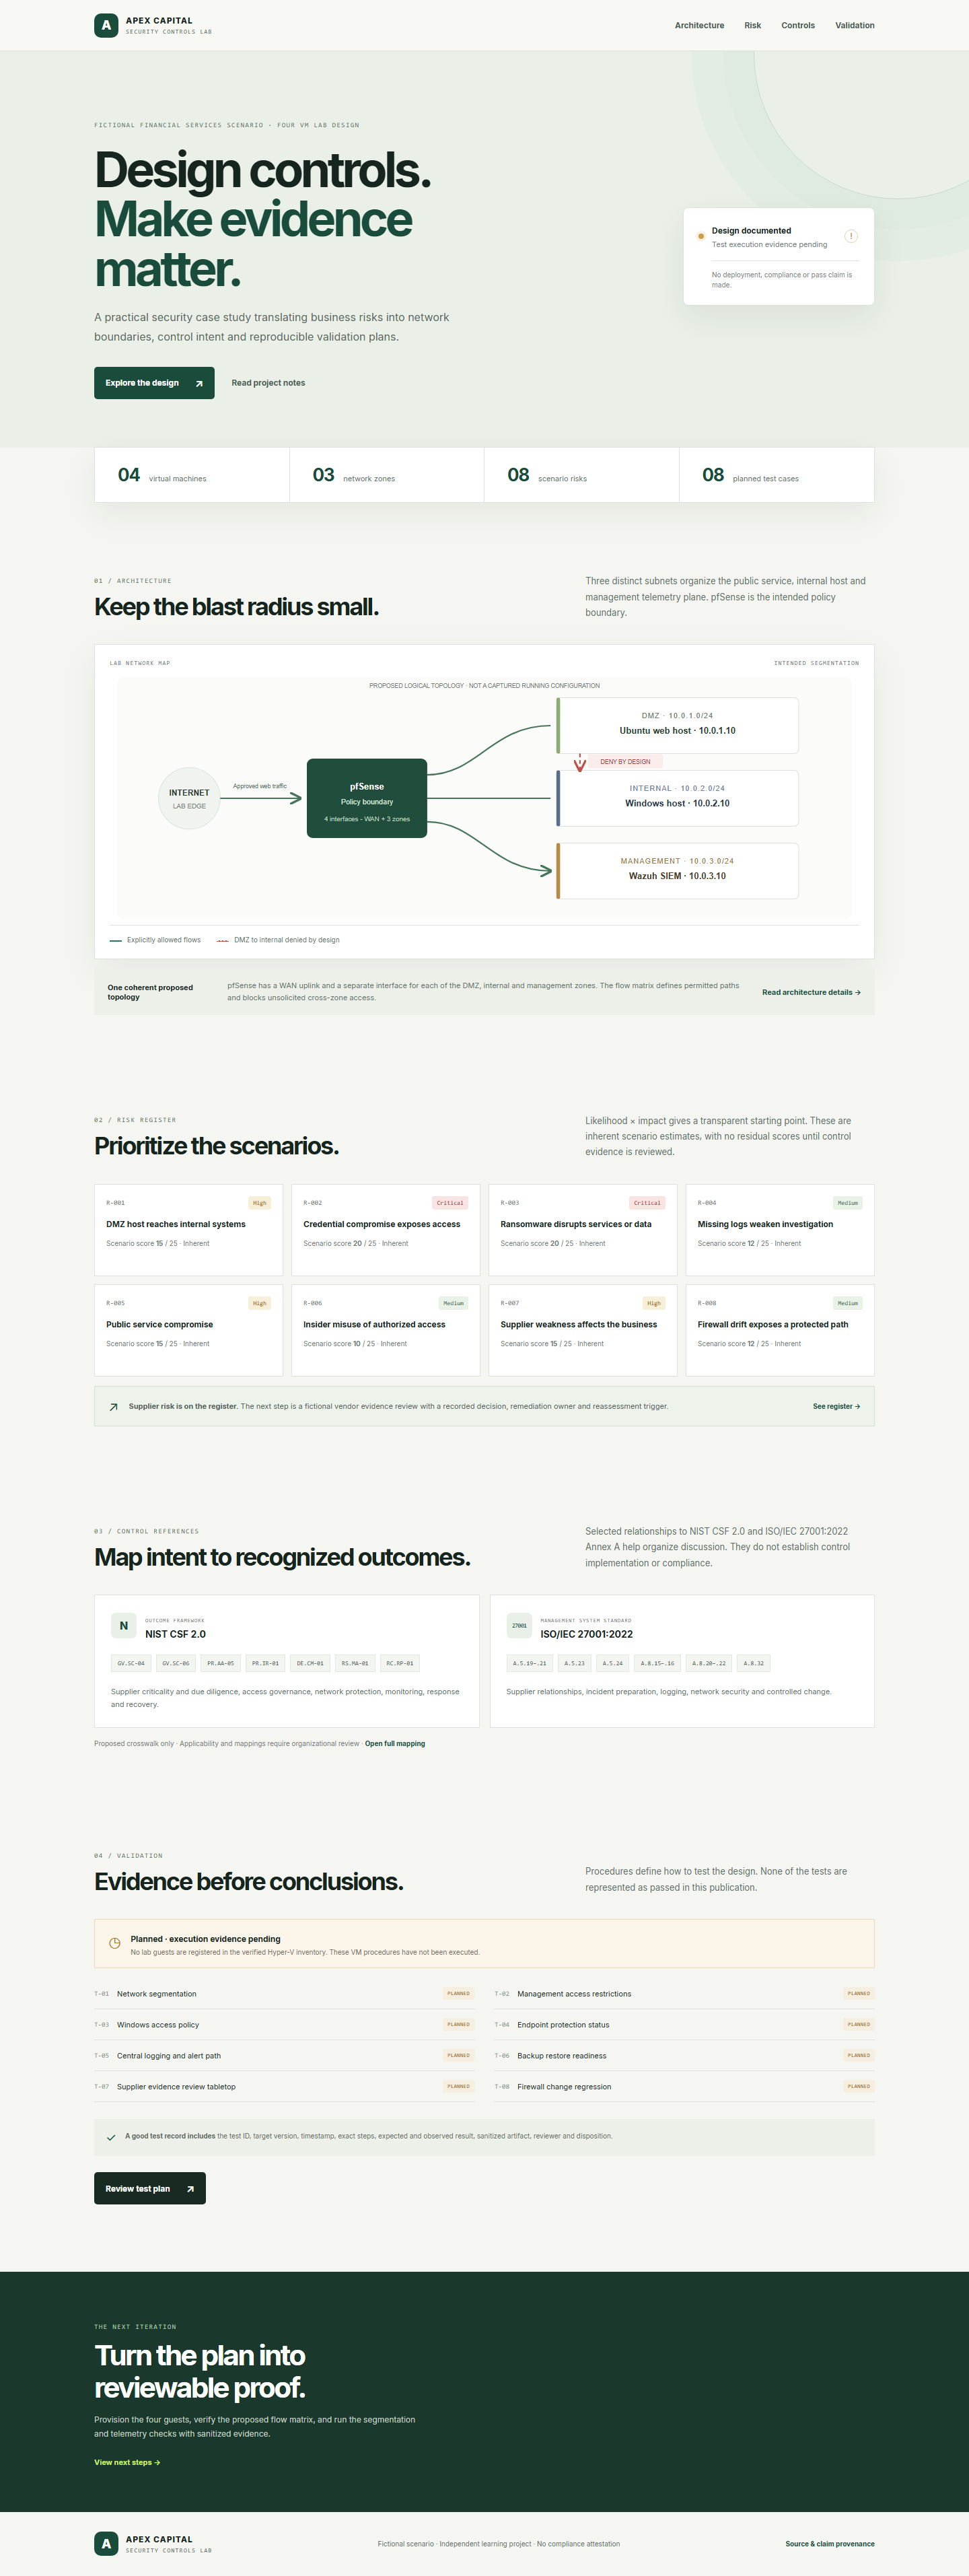 A
APEX CAPITAL
SECURITY CONTROLS LAB
Architecture
Risk
Controls
Validation
FICTIONAL FINANCIAL SERVICES SCENARIO · FOUR VM LAB DESIGN
Design controls.
Make evidence
matter.
A practical security case study translating business risks into network
boundaries, control intent and reproducible validation plans.
Explore the design
Read project notes
Design documented
!
Test execution evidence pending
No deployment, compliance or pass claim is
made.
04 virtual machines
03 network zones
08 scenario risks
08 planned test cases
01 / ARCHITECTURE
Keep the blast radius small.
Three distinct subnets organize the public service, internal host and
management telemetry plane. pfSense is the intended policy
boundary.
LAB NETWORK MAP
INTENDED SEGMENTATION
PROPOSED LOGICAL TOPOLOGY · NOT A CAPTURED RUNNING CONFIGURATION
INTERNET
LAB EDGE
Approved web traffic
pfSense
Policy boundary
4 interfaces - WAN + 3 zones
DMZ · 10.0.1.0/24
Ubuntu web host · 10.0.1.10
DENY BY DESIGN
INTERNAL · 10.0.2.0/24
Windows host · 10.0.2.10
MANAGEMENT · 10.0.3.0/24
Wazuh SIEM · 10.0.3.10
Explicitly allowed flows
DMZ to internal denied by design
One coherent proposed
topology
pfSense has a WAN uplink and a separate interface for each of the DMZ, internal and management zones. The flow matrix defines permitted paths
and blocks unsolicited cross-zone access.
Read architecture details →
02 / RISK REGISTER
Prioritize the scenarios.
Likelihood × impact gives a transparent starting point. These are
inherent scenario estimates, with no residual scores until control
evidence is reviewed.
R-001
High
DMZ host reaches internal systems
Scenario score 15 / 25 · Inherent
R-002
Critical
Credential compromise exposes access
Scenario score 20 / 25 · Inherent
R-003
Critical
Ransomware disrupts services or data
Scenario score 20 / 25 · Inherent
R-004
Medium
Missing logs weaken investigation
Scenario score 12 / 25 · Inherent
R-005
High
Public service compromise
Scenario score 15 / 25 · Inherent
R-006
Medium
Insider misuse of authorized access
Scenario score 10 / 25 · Inherent
R-007
High
Supplier weakness affects the business
Scenario score 15 / 25 · Inherent
R-008
Medium
Firewall drift exposes a protected path
Scenario score 12 / 25 · Inherent
Supplier risk is on the register. The next step is a fictional vendor evidence review with a recorded decision, remediation owner and reassessment trigger.
See register →
03 / CONTROL REFERENCES
Map intent to recognized outcomes.
Selected relationships to NIST CSF 2.0 and ISO/IEC 27001:2022
Annex A help organize discussion. They do not establish control
implementation or compliance.
N
OUTCOME FRAMEWORK
NIST CSF 2.0
GV.SC-04
GV.SC-06
PR.AA-05
PR.IR-01
DE.CM-01
RS.MA-01
RC.RP-01
Supplier criticality and due diligence, access governance, network protection, monitoring, response
and recovery.
27001
MANAGEMENT SYSTEM STANDARD
ISO/IEC 27001:2022
A.5.19–.21
A.5.23
A.5.24
A.8.15–.16
A.8.20–.22
A.8.32
Supplier relationships, incident preparation, logging, network security and controlled change.
Proposed crosswalk only · Applicability and mappings require organizational review · Open full mapping
04 / VALIDATION
Evidence before conclusions.
Procedures define how to test the design. None of the tests are
represented as passed in this publication.
Planned · execution evidence pending
No lab guests are registered in the verified Hyper-V inventory. These VM procedures have not been executed.
T-01 Network segmentation PLANNED
T-02 Management access restrictions PLANNED
T-03 Windows access policy PLANNED
T-04 Endpoint protection status PLANNED
T-05 Central logging and alert path PLANNED
T-06 Backup restore readiness PLANNED
T-07 Supplier evidence review tabletop PLANNED
T-08 Firewall change regression PLANNED
A good test record includes the test ID, target version, timestamp, exact steps, expected and observed result, sanitized artifact, reviewer and disposition.
Review test plan
THE NEXT ITERATION
Turn the plan into
reviewable proof.
Provision the four guests, verify the proposed flow matrix, and run the segmentation
and telemetry checks with sanitized evidence.
View next steps →
A
APEX CAPITAL
SECURITY CONTROLS LAB
Fictional scenario · Independent learning project · No compliance attestation
Source & claim provenance